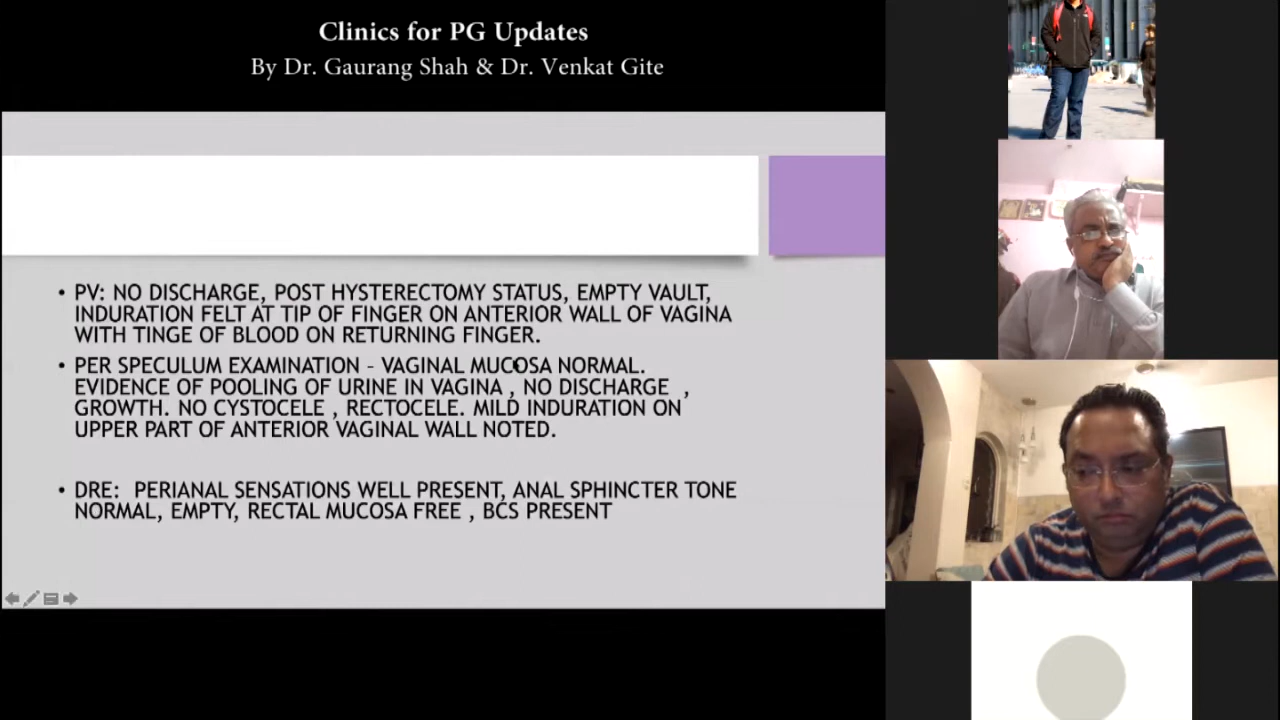 Clinics for PG Updates
By Dr. Gaurang Shah & Dr. Venkat Gite
• PV: NO DISCHARGE, POST HYSTERECTOMY STATUS, EMPTY VAULT,
INDURATION FELT AT TIP OF FINGER ON ANTERIOR WALL OF VAGINA
WITH TINGE OF BLOOD ON RETURNING FINGER.
• PER SPECULUM EXAMINATION – VAGINAL MUCOSA NORMAL.
EVIDENCE OF POOLING OF URINE IN VAGINA , NO DISCHARGE ,
GROWTH. NO CYSTOCELE , RECTOCELE. MILD INDURATION ON
UPPER PART OF ANTERIOR VAGINAL WALL NOTED.
• DRE: PERIANAL SENSATIONS WELL PRESENT, ANAL SPHINCTER TONE
NORMAL, EMPTY, RECTAL MUCOSA FREE , BCS PRESENT